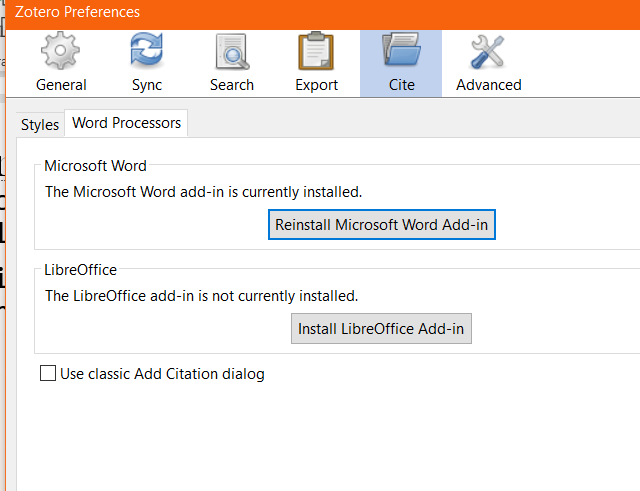 Zotero Preferences
General Sync Search Export Cite Advanced
Styles Word Processors
Microsoft Word
The Microsoft Word add-in is currently installed.
Reinstall Microsoft Word Add-in
LibreOffice
The LibreOffice add-in is not currently installed.
Install LibreOffice Add-in
Use classic Add Citation dialog